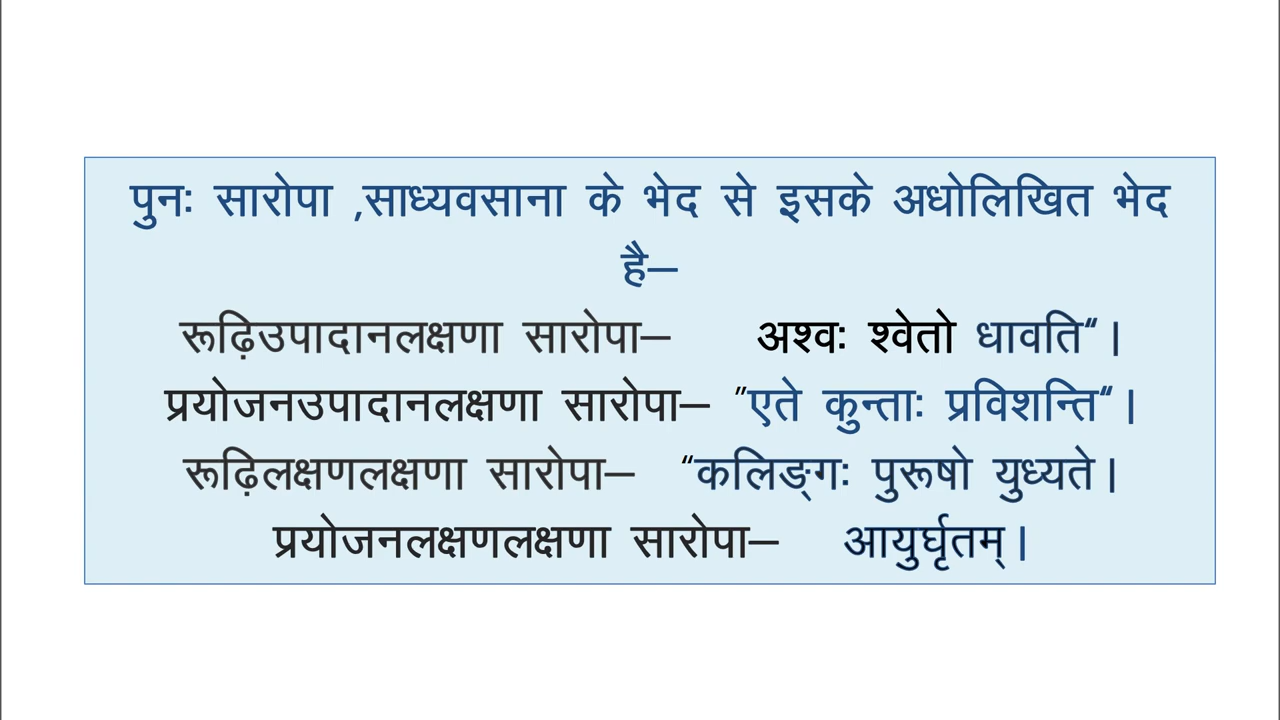 पुनः सारोपा ,साध्यवसाना के भेद से इसके अधोलिखित भेद
है—
रूढ़िउपादानलक्षणा सारोपा— अश्वः श्वेतो धावति“।
प्रयोजनउपादानलक्षणा सारोपा— ”एते कुन्ताः प्रविशन्ति“।
रूढ़िलक्षणलक्षणा सारोपा— “कलिङ्गः पुरूषो युध्यते।
प्रयोजनलक्षणलक्षणा सारोपा— आयुर्घृतम्।